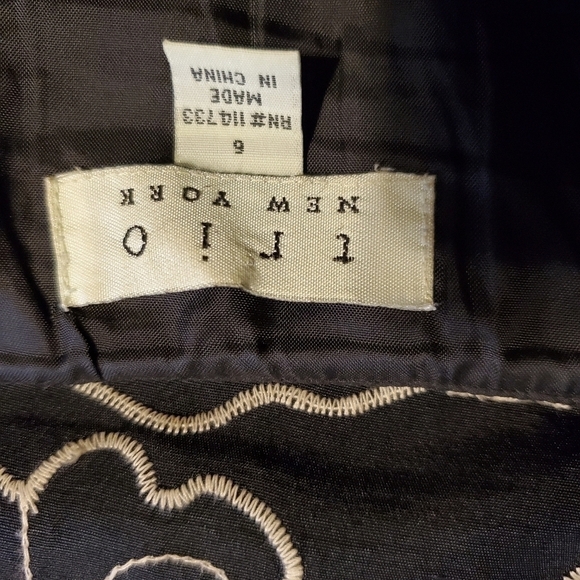 trio
NEW YORK
6
RN#114733
MADE
IN CHINA